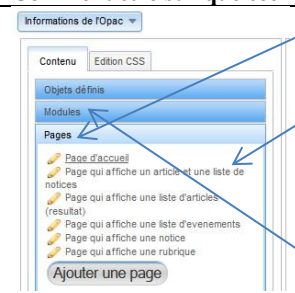 Informations de l'Opac
Contenu
Edition CSS
Objets définis
Modules
Pages
Page d'accueil
Page qui affiche un article et une liste de
notices
Page qui affiche une liste d'articles
(resultat)
Page qui affiche une liste d'evenements
Page qui affiche une notice
Page qui affiche une rubrique
Ajouter une page